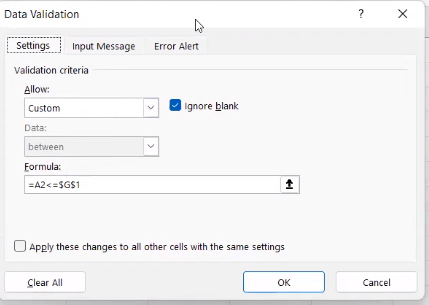 Data Validation ? ×
Settings Input Message Error Alert
Validation criteria
Allow:
Custom Ignore blank
Data:
between
Formula:
=A2<=$G$1
Apply these changes to all other cells with the same settings
Clear All OK Cancel